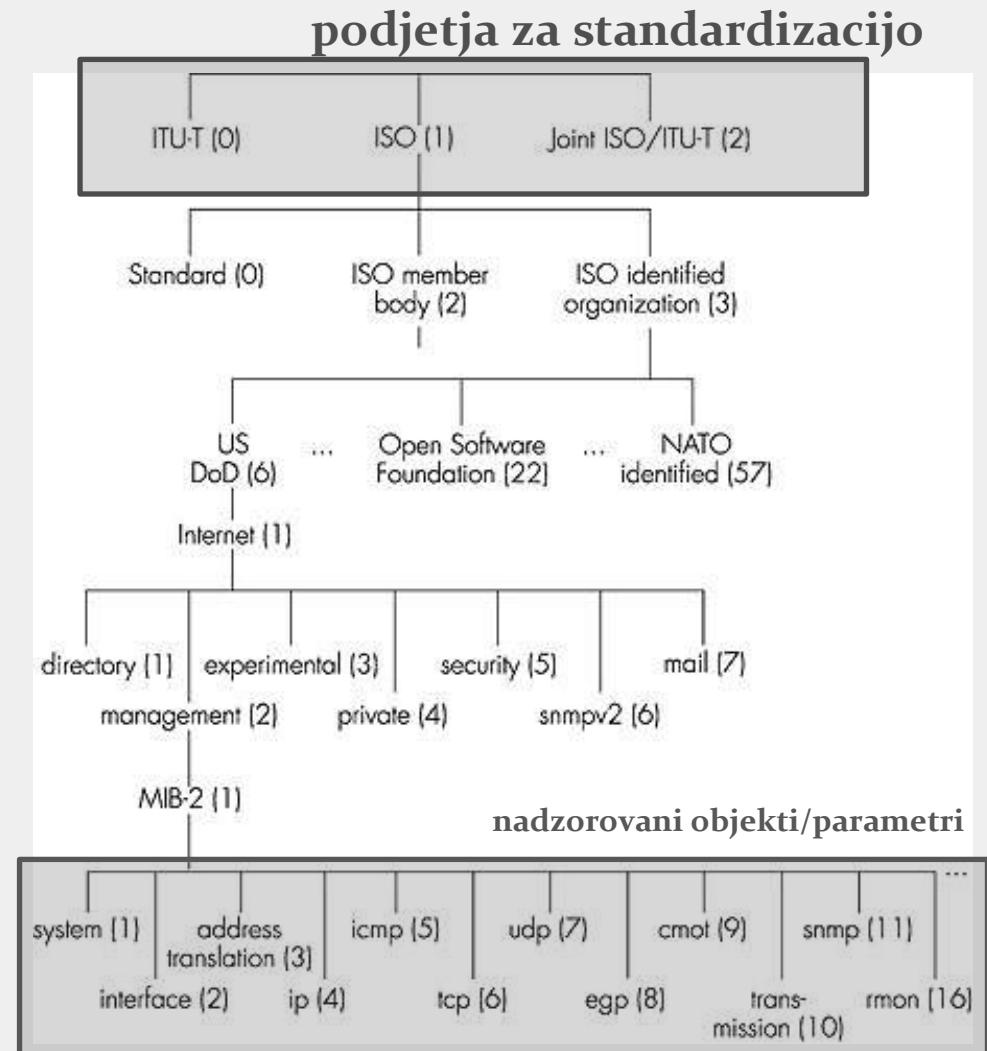 podjetja za standardizacijo
ITU-T (0)
ISO (1)
Joint ISO/ITU-T (2)
Standard (0)
ISO member
body (2)
ISO identified
organization (3)
US
DoD (6)
...
Open Software
Foundation (22)
...
NATO
identified (57)
Internet (1)
directory (1)
experimental (3)
security (5)
mail (7)
management (2)
private (4)
snmpv2 (6)
MIB-2 (1)
nadzorovani objekti/parametri
...
system (1)
address
translation (3)
icmp (5)
udp (7)
cmot (9)
snmp (11)
interface (2)
ip (4)
tcp (6)
egp (8)
trans-
mission (10)
rmon (16)